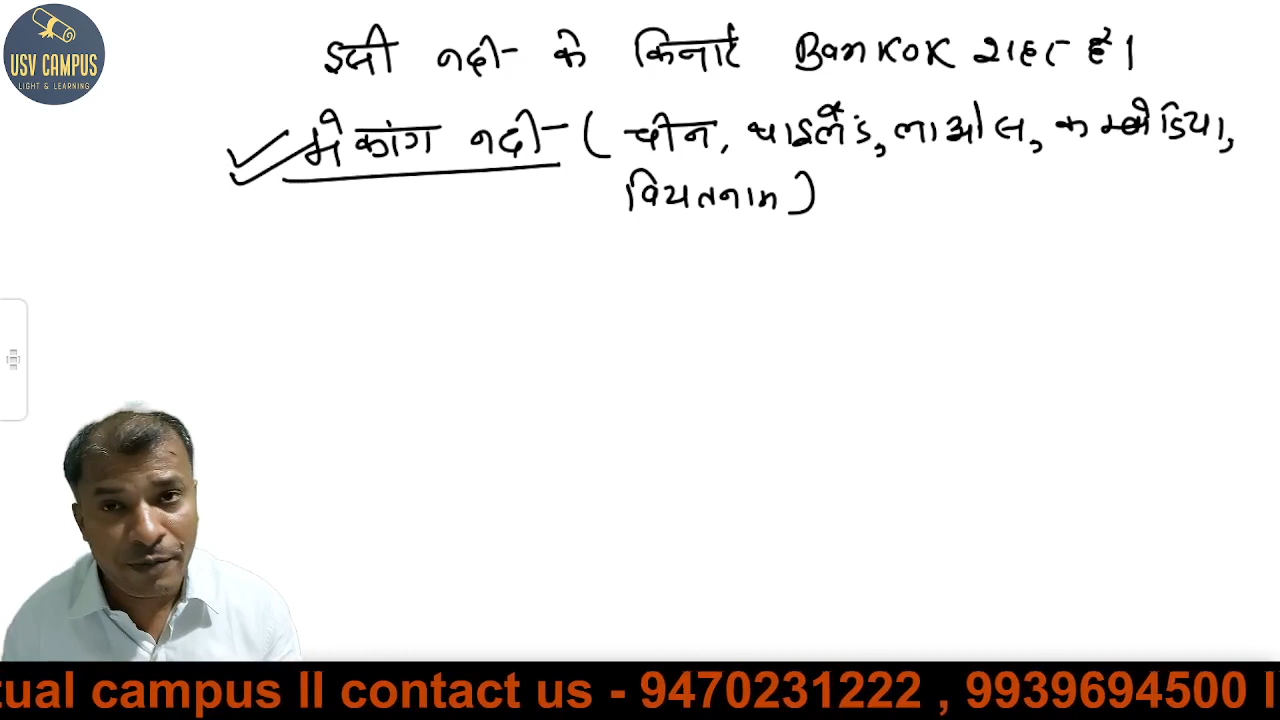 USV CAMPUS
LIGHT & LEARNING
इसी नदी के किनारे BanKOK शहर है।
मेकांग नदी - ( चीन, थाइलैंड, लाओस, कम्बोडिया,
वियतनाम )
tual campus II contact us - 9470231222 , 9939694500 I